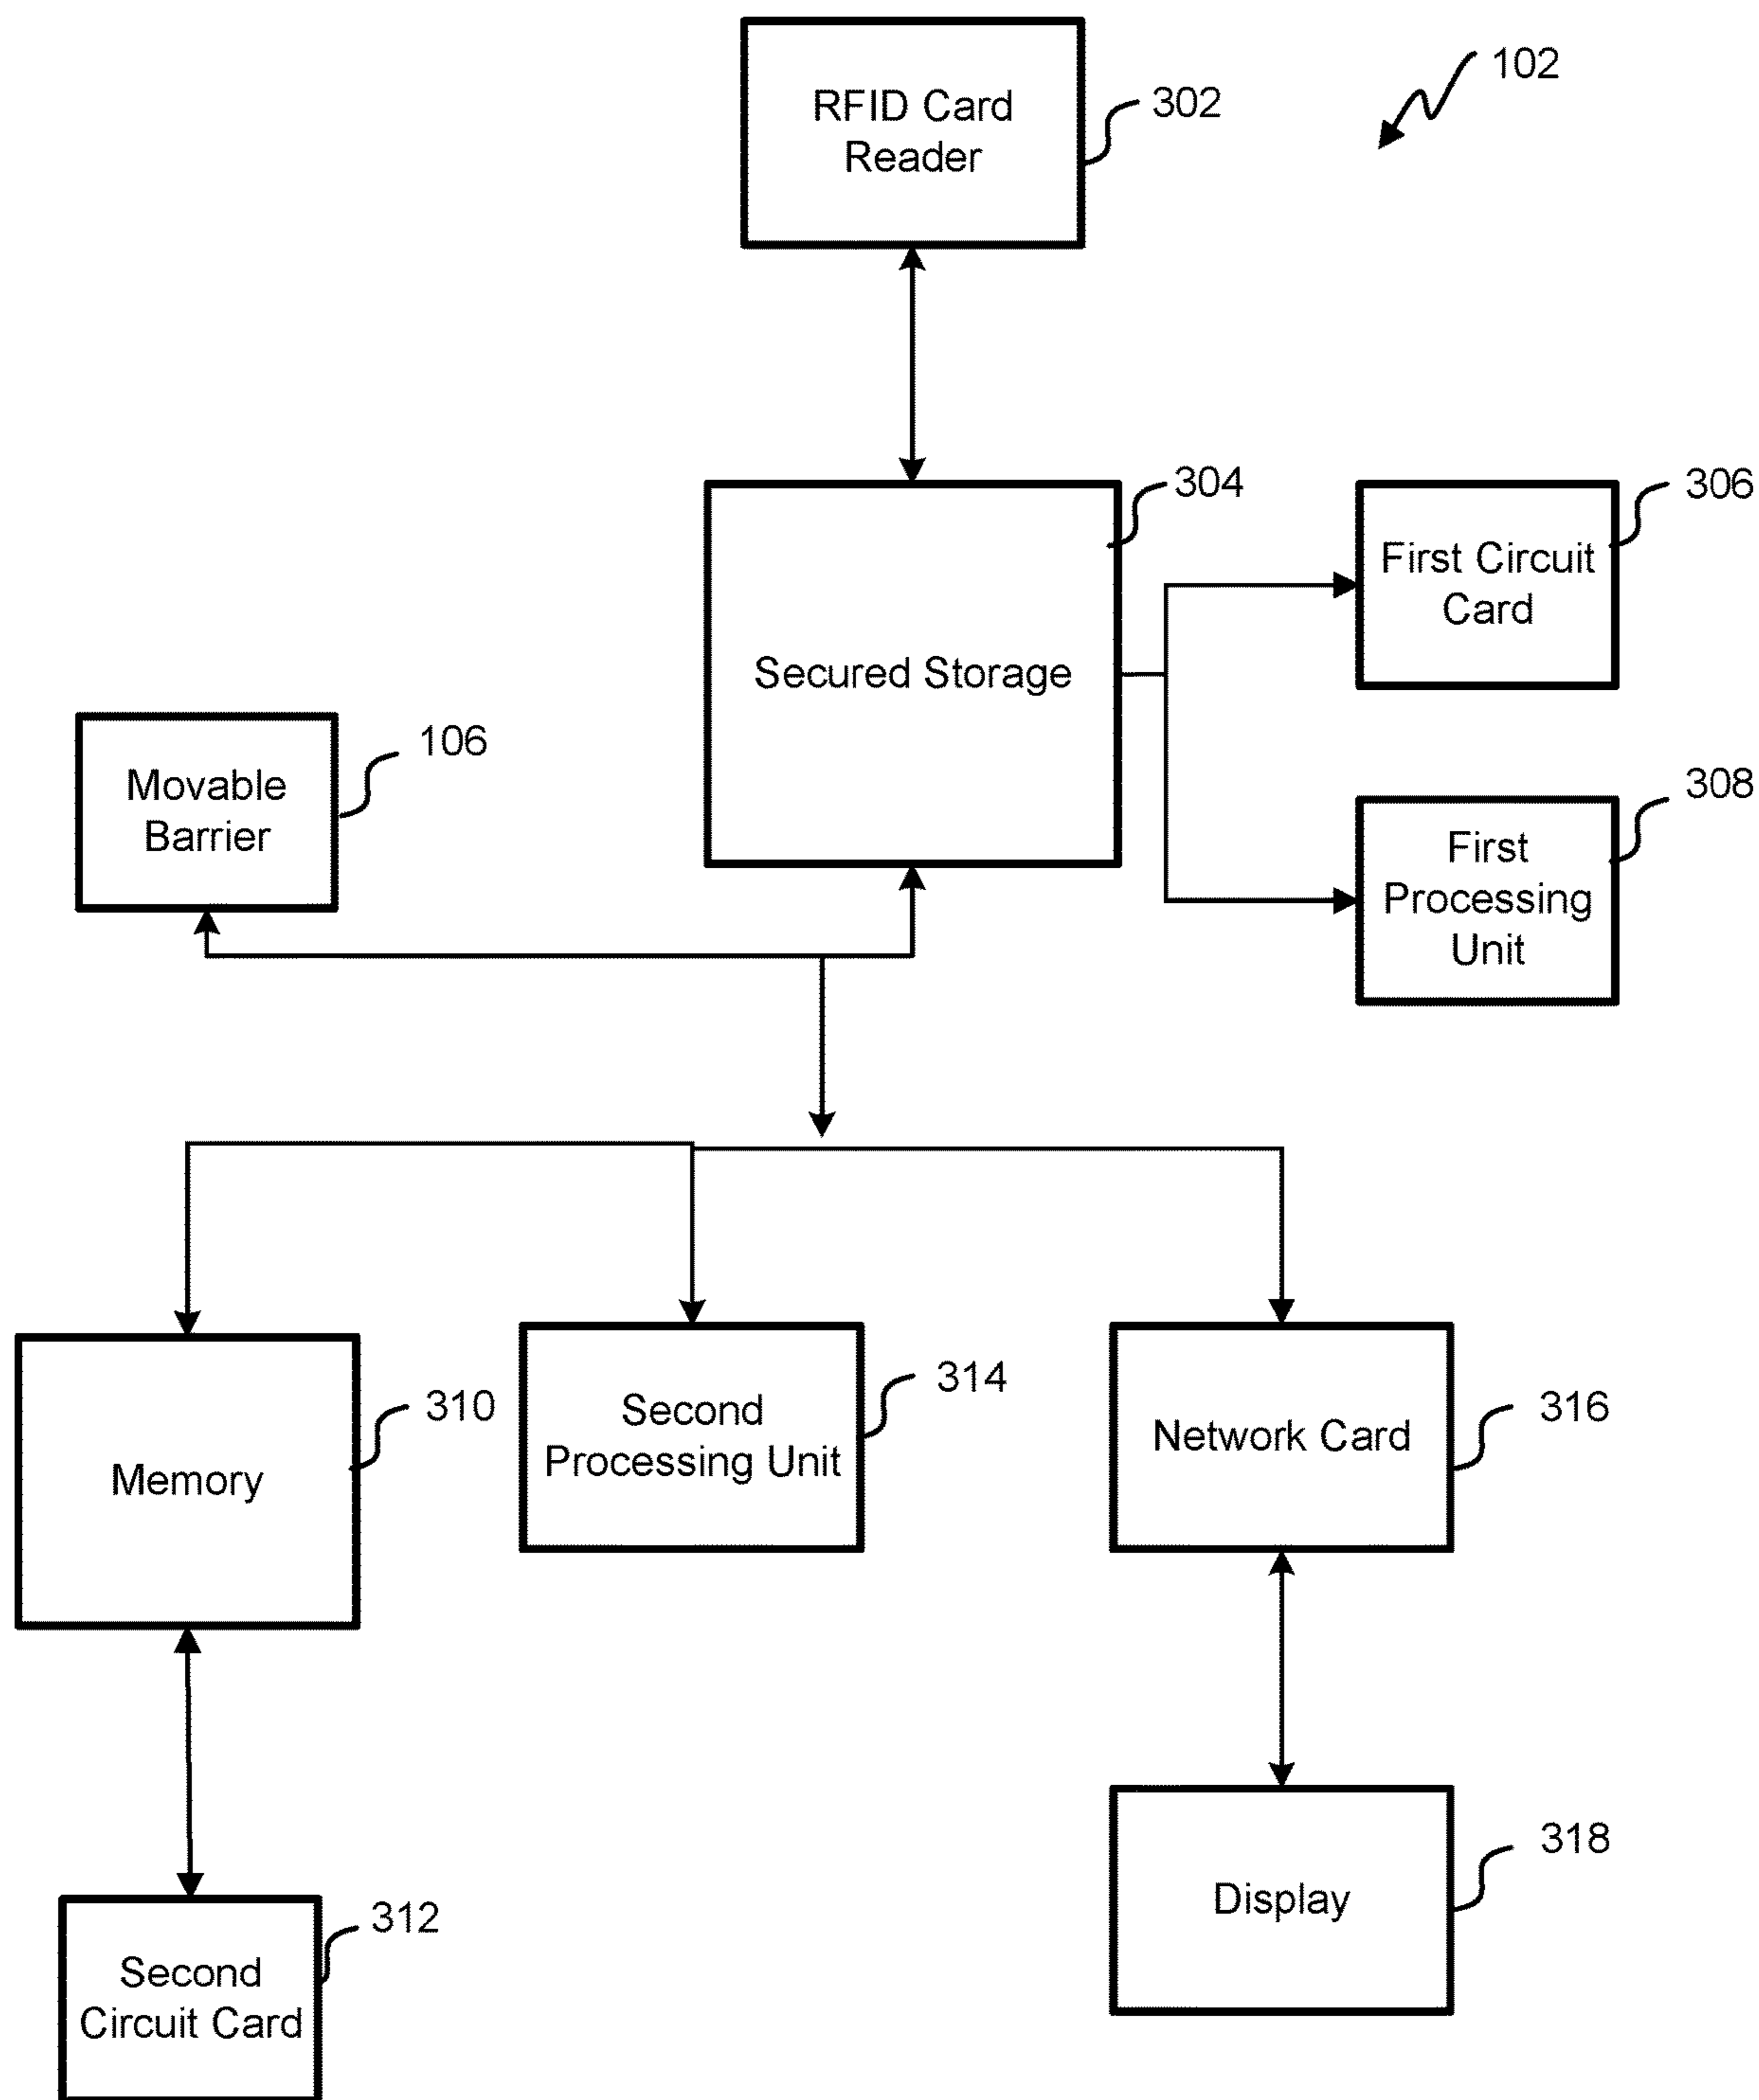 102
RFID Card
Reader
302
304
306
First Circuit
Card
Secured Storage
106
Movable
Barrier
308
First
Processing
Unit
310
Memory
314
Second
Processing Unit
316
Network Card
312
Second
Circuit Card
318
Display